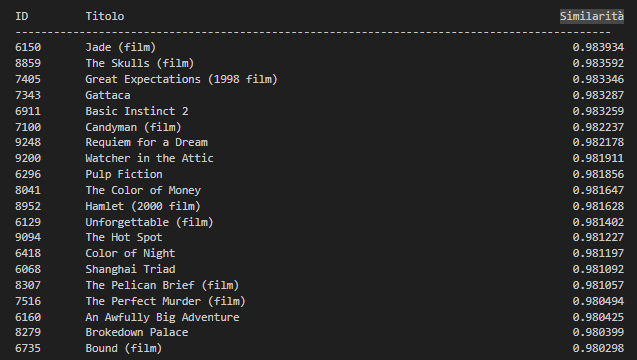 ID Titolo Similarità
--------------------------------------------------------------------------------------------
6150 Jade (film) 0.983934
8859 The Skulls (film) 0.983592
7405 Great Expectations (1998 film) 0.983346
7343 Gattaca 0.983287
6911 Basic Instinct 2 0.983259
7100 Candyman (film) 0.982237
9248 Requiem for a Dream 0.982178
9200 Watcher in the Attic 0.981911
6296 Pulp Fiction 0.981856
8041 The Color of Money 0.981647
8952 Hamlet (2000 film) 0.981628
6129 Unforgettable (film) 0.981402
9094 The Hot Spot 0.981227
6418 Color of Night 0.981197
6068 Shanghai Triad 0.981092
8307 The Pelican Brief (film) 0.981057
7516 The Perfect Murder (film) 0.980494
6160 An Awfully Big Adventure 0.980425
8279 Brokedown Palace 0.980399
6735 Bound (film) 0.980298